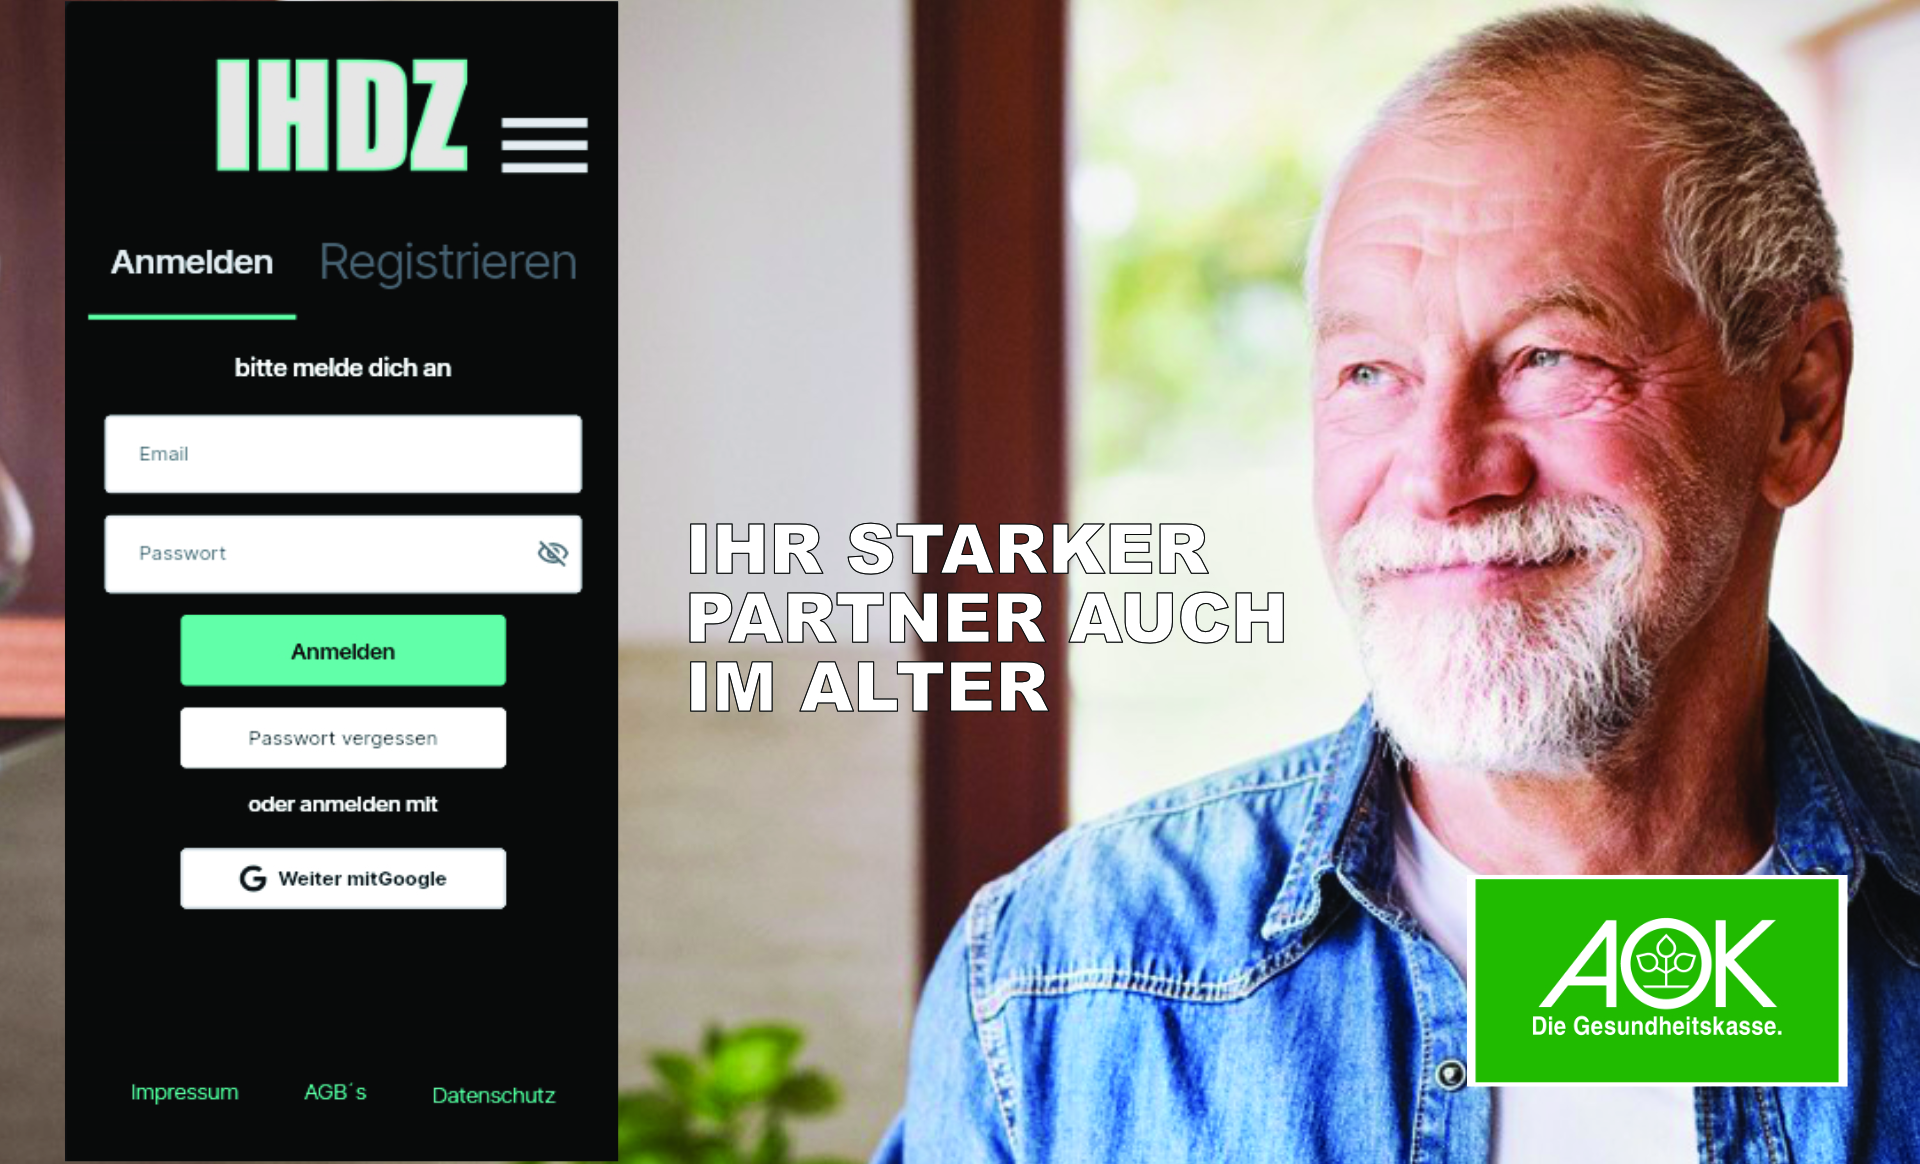 IHDZ
Anmelden Registrieren
bitte melde dich an
Email
Passwort
Anmelden
Passwort vergessen
oder anmelden mit
G Weiter mitGoogle
Impressum AGB´s Datenschutz
IHR STARKER
PARTNER AUCH
IM ALTER
AOK
Die Gesundheitskasse.